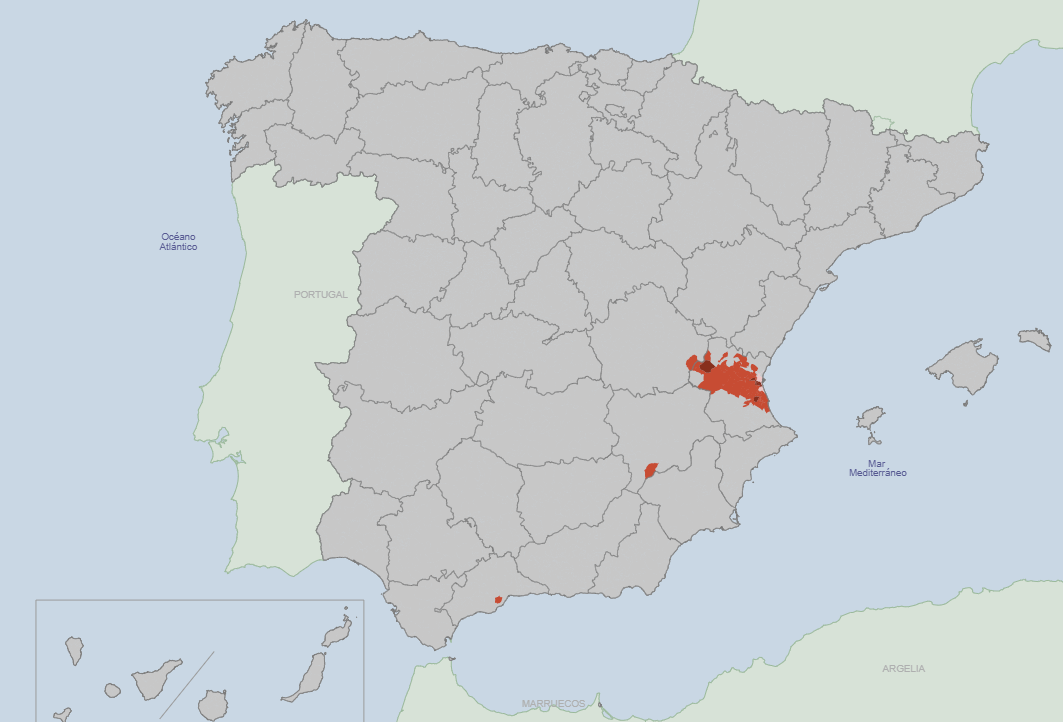 Océano
Atlántico
PORTUGAL
Mar
Mediterráneo
ARGELIA
MARRUECOS